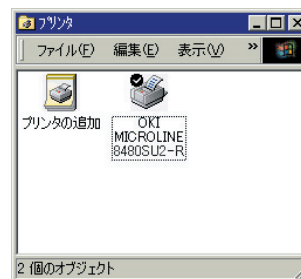 プリンタ
ファイル(F) 編集(E) 表示(V) »
プリンタの追加
OKI
MICROLINE
8480SU2-R
2 個のオブジェクト